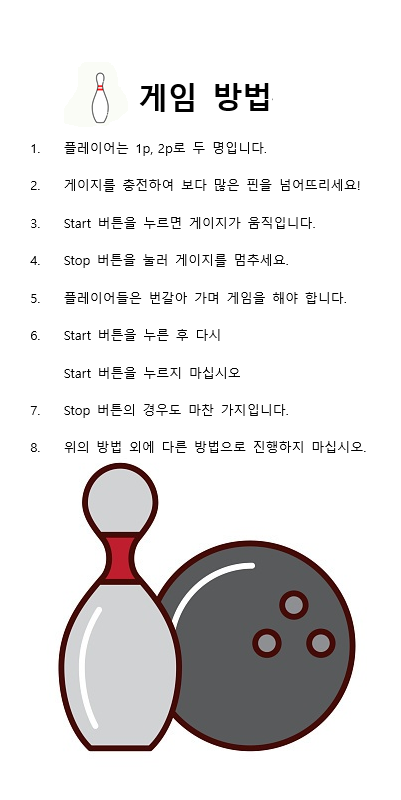 게임 방법
1. 플레이어는 1p, 2p로 두 명입니다.
2. 게이지를 충전하여 보다 많은 핀을 넘어뜨리세요!
3. Start 버튼을 누르면 게이지가 움직입니다.
4. Stop 버튼을 눌러 게이지를 멈추세요.
5. 플레이어들은 번갈아 가며 게임을 해야 합니다.
6. Start 버튼을 누른 후 다시
Start 버튼을 누르지 마십시오
7. Stop 버튼의 경우도 마찬 가지입니다.
8. 위의 방법 외에 다른 방법으로 진행하지 마십시오.